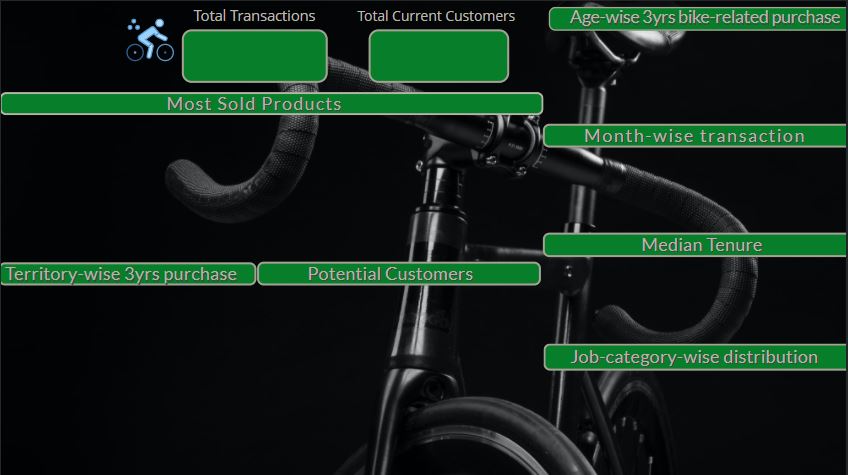 Total Transactions
Total Current Customers
Age-wise 3yrs bike-related purchase
Most Sold Products
Month-wise transaction
Median Tenure
Territory-wise 3yrs purchase
Potential Customers
Job-category-wise distribution